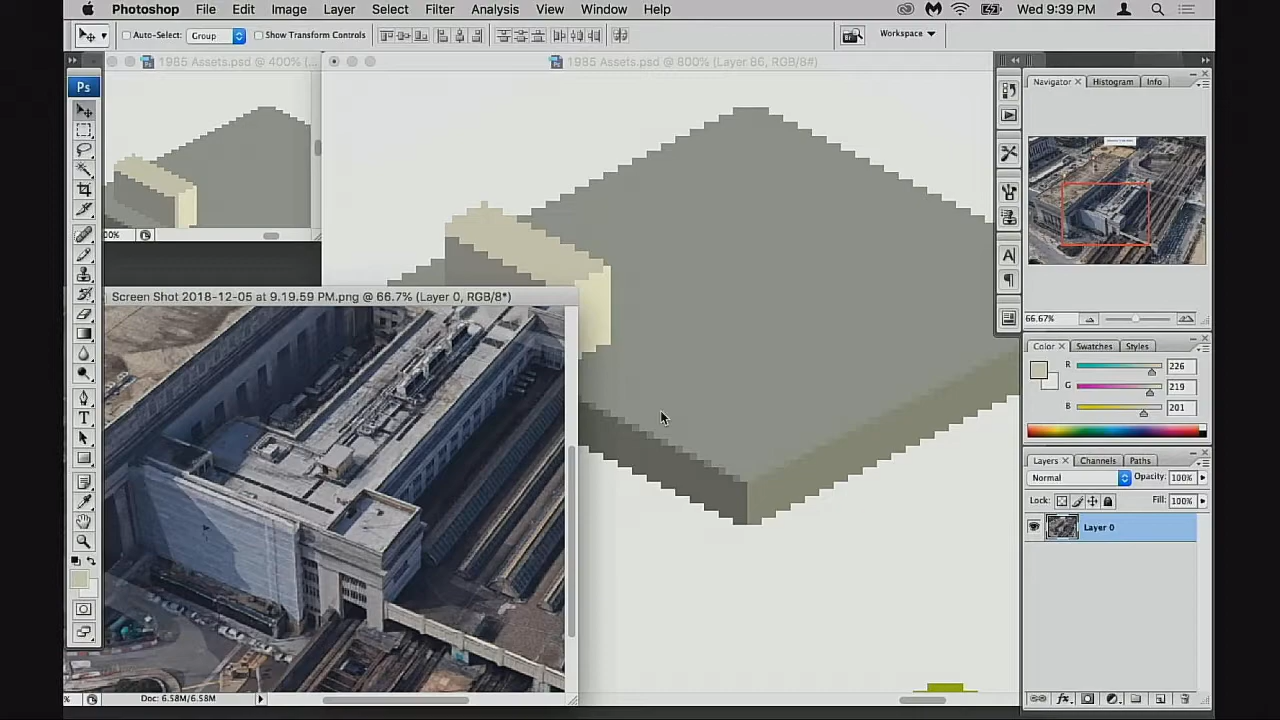 Photoshop File Edit Image Layer Select Filter Analysis View Window Help Wed 9:39 PM
Auto-Select: Group Show Transform Controls Workspace
1985 Assets.psd @ 400% (... 1985 Assets.psd @ 800% (Layer 86, RGB/8#)
Ps
Navigator Histogram Info
00%
Screen Shot 2018-12-05 at 9.19.59 PM.png @ 66.7% (Layer 0, RGB/8*)
66.67%
Color Swatches Styles
R 226
G 219
B 201
Layers Channels Paths
Normal Opacity: 100%
Lock: Fill: 100%
Layer 0
% Doc: 6.58M/6.58M